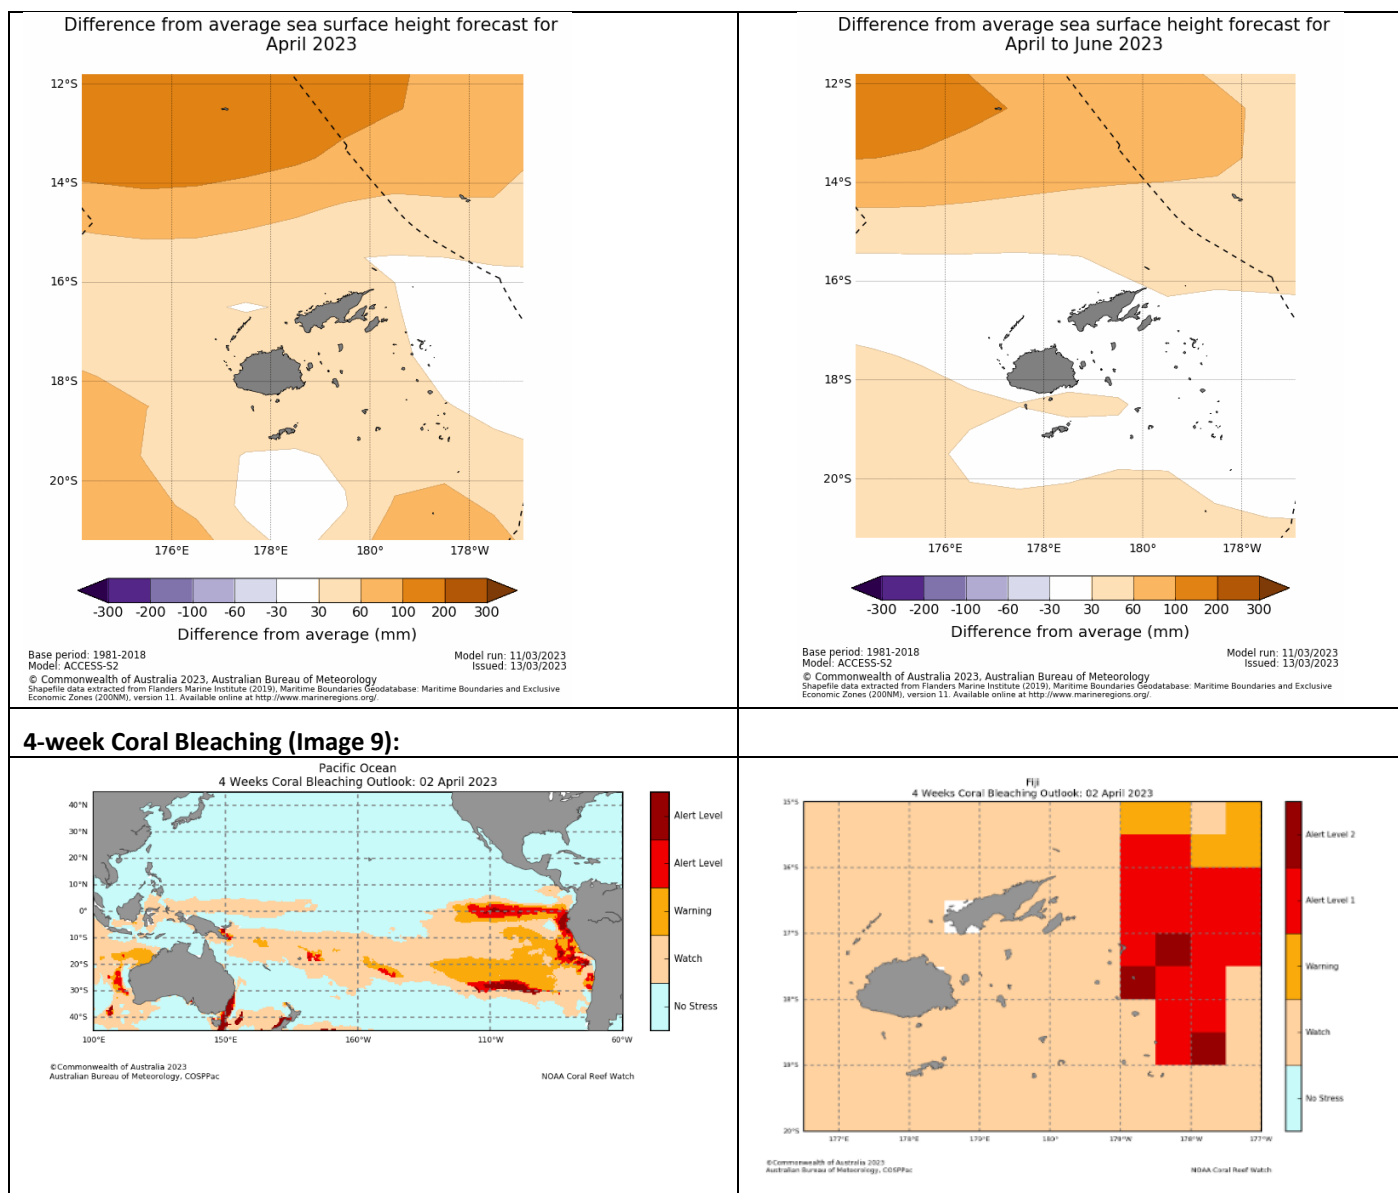 Difference from average sea surface height forecast for
April 2023
12°S
14°S
16°S
18°S
20°S
176°E 178°E 180° 178°W
-300 -200 -100 -60 -30 30 60 100 200 300
Difference from average (mm)
Base period: 1981-2018
Model: ACCESS-S2
Model run: 11/03/2023
Issued: 13/03/2023
© Commonwealth of Australia 2023, Australian Bureau of Meteorology
Shapefile data extracted from Flanders Marine Institute (2019), Maritime Boundaries Geodatabase: Maritime Boundaries and Exclusive
Economic Zones (200NM), version 11. Available online at http://www.marineregions.org/.
Difference from average sea surface height forecast for
April to June 2023
12°S
14°S
16°S
18°S
20°S
176°E 178°E 180° 178°W
-300 -200 -100 -60 -30 30 60 100 200 300
Difference from average (mm)
Base period: 1981-2018
Model: ACCESS-S2
Model run: 11/03/2023
Issued: 13/03/2023
© Commonwealth of Australia 2023, Australian Bureau of Meteorology
Shapefile data extracted from Flanders Marine Institute (2019), Maritime Boundaries Geodatabase: Maritime Boundaries and Exclusive
Economic Zones (200NM), version 11. Available online at http://www.marineregions.org/.
4-week Coral Bleaching (Image 9):
Pacific Ocean
4 Weeks Coral Bleaching Outlook: 02 April 2023
40°N
30°N
20°N
10°N
0°
10°S
20°S
30°S
40°S
100°E 150°E 160°W 110°W 60°W
Alert Level
Alert Level
Warning
Watch
No Stress
©Commonwealth of Australia 2023
Australian Bureau of Meteorology, COSPPac
NOAA Coral Reef Watch
Fiji
4 Weeks Coral Bleaching Outlook: 02 April 2023
15°S
16°S
17°S
18°S
19°S
20°S
177°E 178°E 179°E 180° 179°W 178°W 177°W
Alert Level 2
Alert Level 1
Warning
Watch
No Stress
©Commonwealth of Australia 2023
Australian Bureau of Meteorology, COSPPac
NOAA Coral Reef Watch